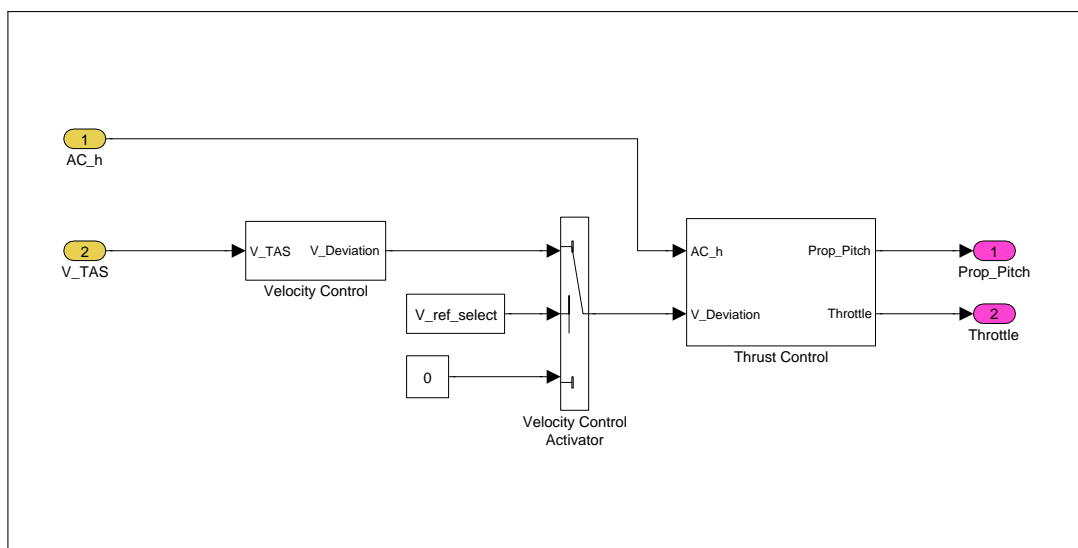 1
AC_h
2
V_TAS
V_TAS
V_Deviation
Velocity Control
V_ref_select
0
Velocity Control
Activator
AC_h
V_Deviation
Prop_Pitch
Throttle
Thrust Control
1
Prop_Pitch
2
Throttle